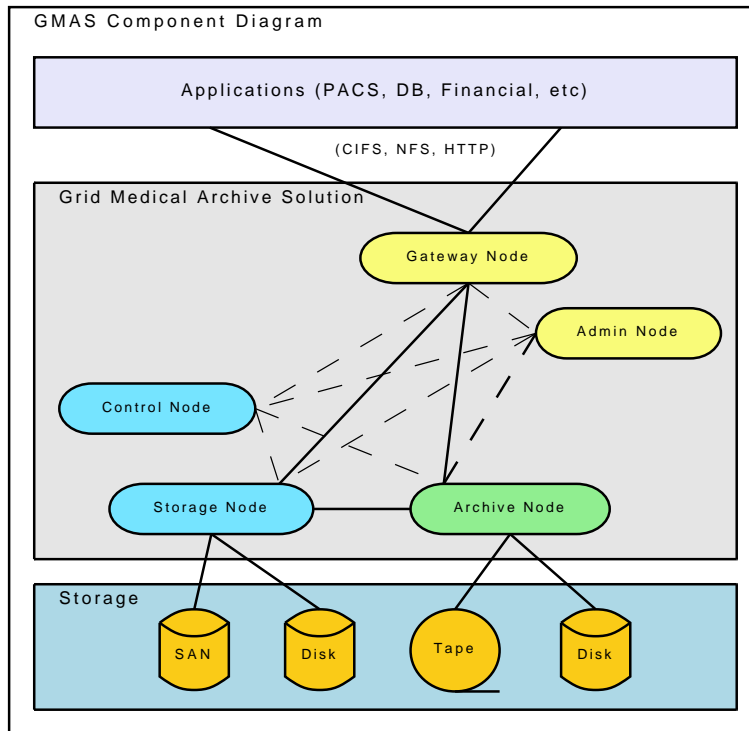 GMAS Component Diagram
Applications (PACS, DB, Financial, etc)
(CIFS, NFS, HTTP)
Grid Medical Archive Solution
Gateway Node
Admin Node
Control Node
Storage Node
Archive Node
Storage
SAN
Disk
Tape
Disk